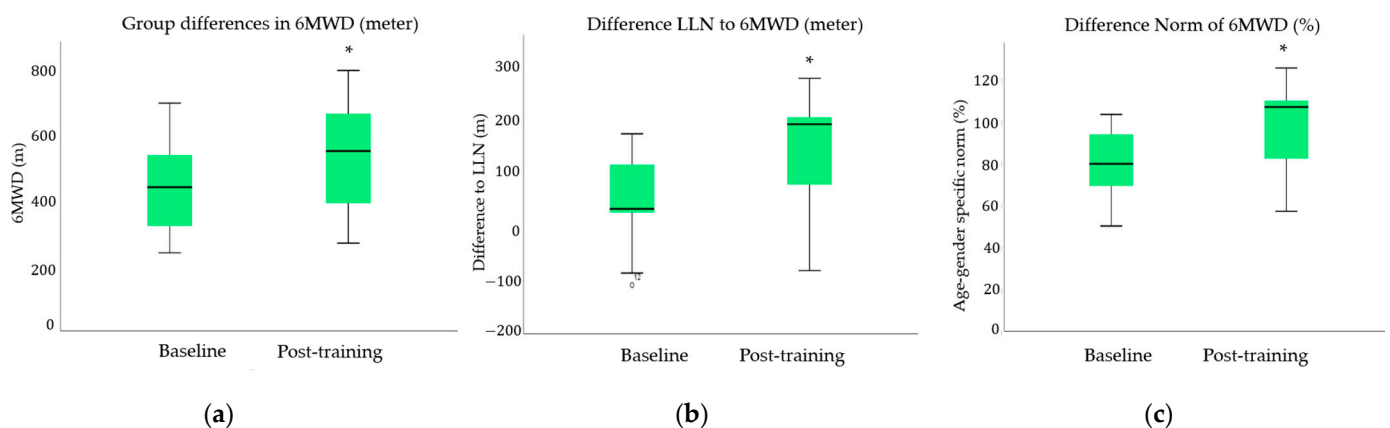 Group differences in 6MWD (meter)
*
6MWD (m)
800
600
400
200
0
Baseline
Post-training
(a)
Difference LLN to 6MWD (meter)
*
Difference to LLN (m)
300
200
100
0
−100
−200
12
Baseline
Post-training
(b)
Difference Norm of 6MWD (%)
*
Age-gender specific norm (%)
120
100
80
60
40
20
0
Baseline
Post-training
(c)